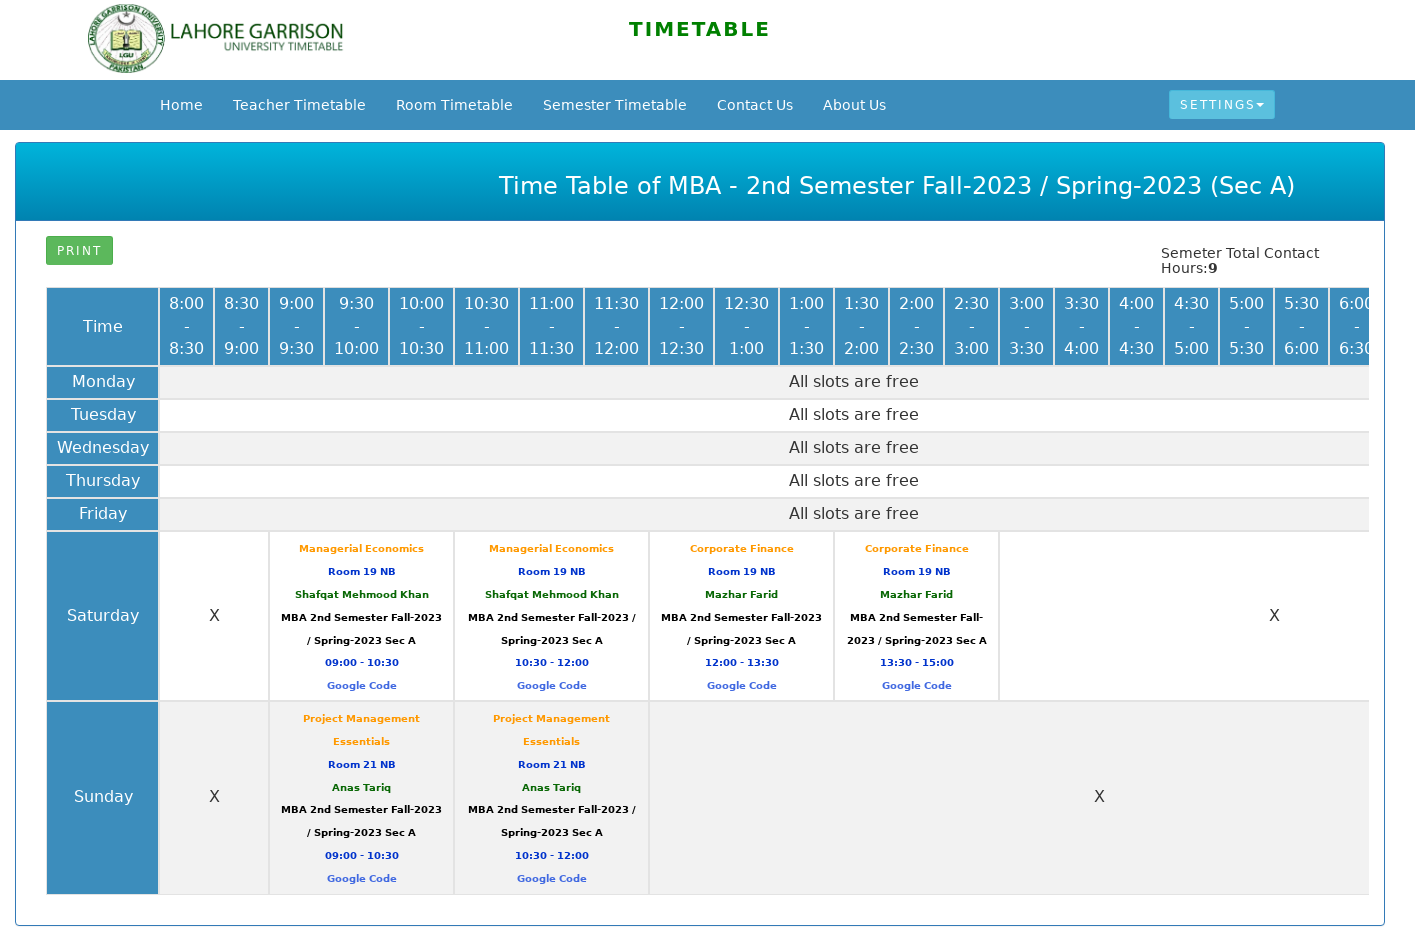 LAHORE GARRISON
UNIVERSITY TIMETABLE
TIMETABLE
Home Teacher Timetable Room Timetable Semester Timetable Contact Us About Us SETTINGS
Time Table of MBA - 2nd Semester Fall-2023 / Spring-2023 (Sec A)
PRINT
Semeter Total Contact
Hours:9
Time
8:00 - 8:30
8:30 - 9:00
9:00 - 9:30
9:30 - 10:00
10:00 - 10:30
10:30 - 11:00
11:00 - 11:30
11:30 - 12:00
12:00 - 12:30
12:30 - 1:00
1:00 - 1:30
1:30 - 2:00
2:00 - 2:30
2:30 - 3:00
3:00 - 3:30
3:30 - 4:00
4:00 - 4:30
4:30 - 5:00
5:00 - 5:30
5:30 - 6:00
6:00 - 6:30
Monday All slots are free
Tuesday All slots are free
Wednesday All slots are free
Thursday All slots are free
Friday All slots are free
Saturday
X
Managerial Economics
Room 19 NB
Shafqat Mehmood Khan
MBA 2nd Semester Fall-2023
/ Spring-2023 Sec A
09:00 - 10:30
Google Code
Managerial Economics
Room 19 NB
Shafqat Mehmood Khan
MBA 2nd Semester Fall-2023 /
Spring-2023 Sec A
10:30 - 12:00
Google Code
Corporate Finance
Room 19 NB
Mazhar Farid
MBA 2nd Semester Fall-2023
/ Spring-2023 Sec A
12:00 - 13:30
Google Code
Corporate Finance
Room 19 NB
Mazhar Farid
MBA 2nd Semester Fall-
2023 / Spring-2023 Sec A
13:30 - 15:00
Google Code
X
Sunday
X
Project Management
Essentials
Room 21 NB
Anas Tariq
MBA 2nd Semester Fall-2023
/ Spring-2023 Sec A
09:00 - 10:30
Google Code
Project Management
Essentials
Room 21 NB
Anas Tariq
MBA 2nd Semester Fall-2023 /
Spring-2023 Sec A
10:30 - 12:00
Google Code
X